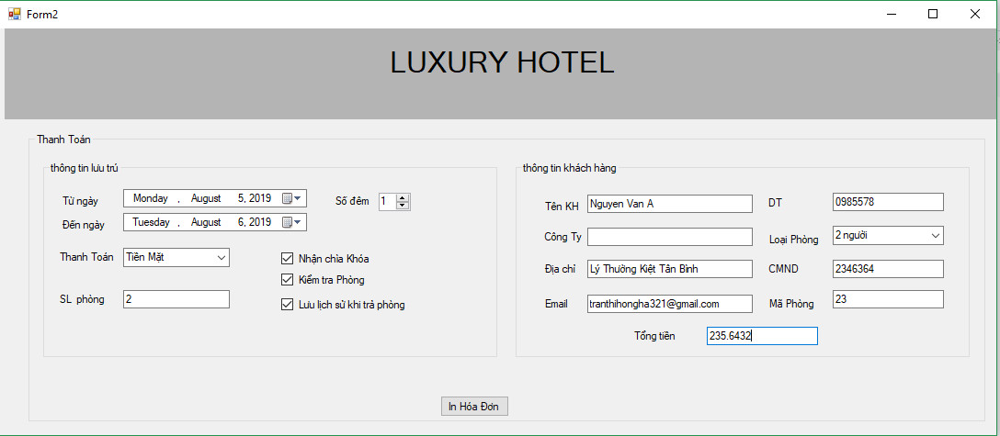 Form2
LUXURY HOTEL
Thanh Toán
thông tin lưu trú
Từ ngày Monday , August 5, 2019 Số đêm 1
Đến ngày Tuesday , August 6, 2019
Thanh Toán Tiền Mặt Nhận chìa Khóa
Kiểm tra Phòng
SL phòng 2 Lưu lịch sử khi trả phòng
thông tin khách hàng
Tên KH Nguyen Van A DT 0985578
Công Ty Loại Phòng 2 người
Địa chỉ Lý Thường Kiệt Tân Bình CMND 2346364
Email tranthihongha321@gmail.com Mã Phòng 23
Tổng tiền 235.6432
In Hóa Đơn